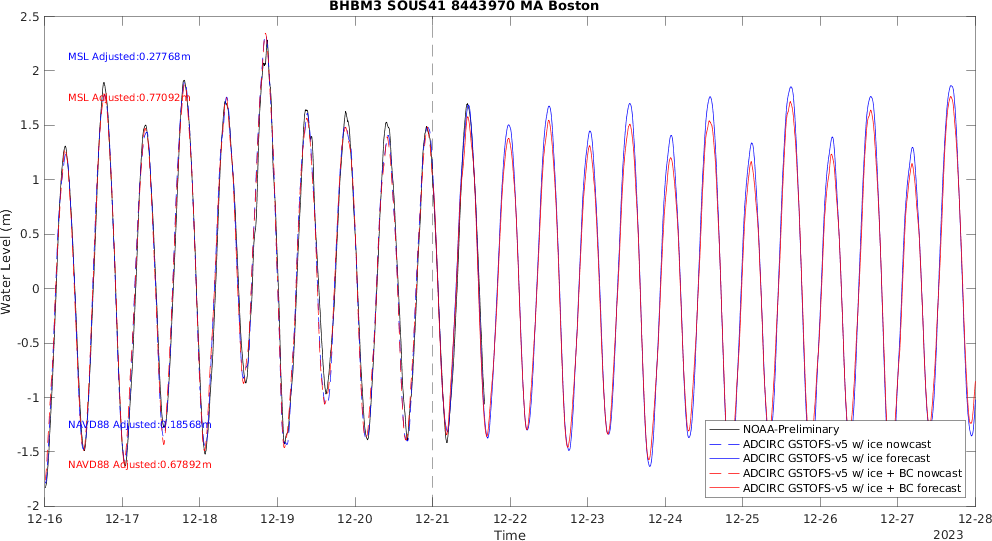 BHBM3 SOUS41 8443970 MA Boston
2.5
2
1.5
1
0.5
0
-0.5
-1
-1.5
-2
Water Level (m)
MSL Adjusted:0.27768m
MSL Adjusted:0.77092m
NAVD88 Adjusted:0.18568m
NAVD88 Adjusted:0.67892m
NOAA-Preliminary
ADCIRC GSTOFS-v5 w/ ice nowcast
ADCIRC GSTOFS-v5 w/ ice forecast
ADCIRC GSTOFS-v5 w/ ice + BC nowcast
ADCIRC GSTOFS-v5 w/ ice + BC forecast
12-16 12-17 12-18 12-19 12-20 12-21 12-22 12-23 12-24 12-25 12-26 12-27 12-28
Time
2023